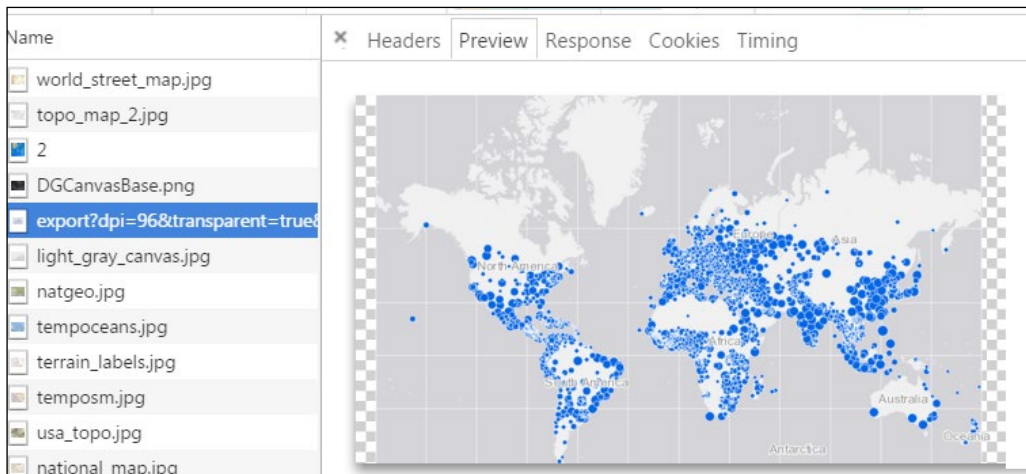 Name
× Headers Preview Response Cookies Timing
world_street_map.jpg
topo_map_2.jpg
2
DGCanvasBase.png
export?dpi=96&transparent=true&
light_gray_canvas.jpg
natgeo.jpg
tempoceans.jpg
terrain_labels.jpg
temposm.jpg
usa_topo.jpg
national_map.jpg
Europe
Asia
North America
Africa
South America
Australia
Oceania
Antarctica